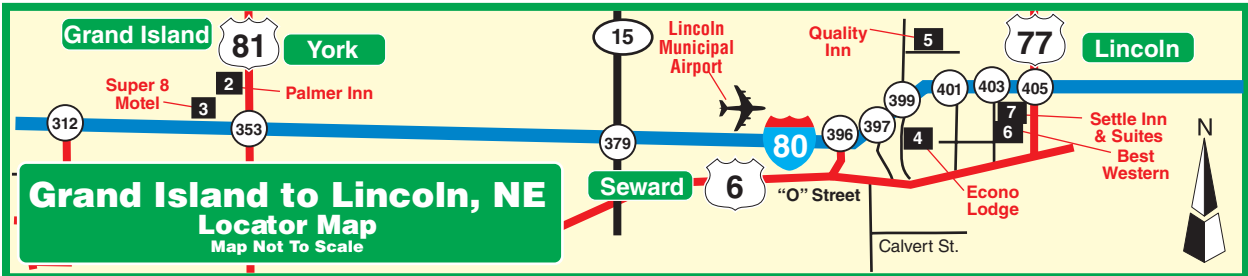 Grand Island
81
York
15
Lincoln
Municipal
Airport
Quality
Inn
5
77
Lincoln
Super 8
Motel
3
2
Palmer Inn
312
353
379
80
396
397
399
401
403
405
4
7
6
Settle Inn
& Suites
Best
Western
N
Grand Island to Lincoln, NE
Locator Map
Map Not To Scale
Seward
6
"O" Street
Econo
Lodge
Calvert St.